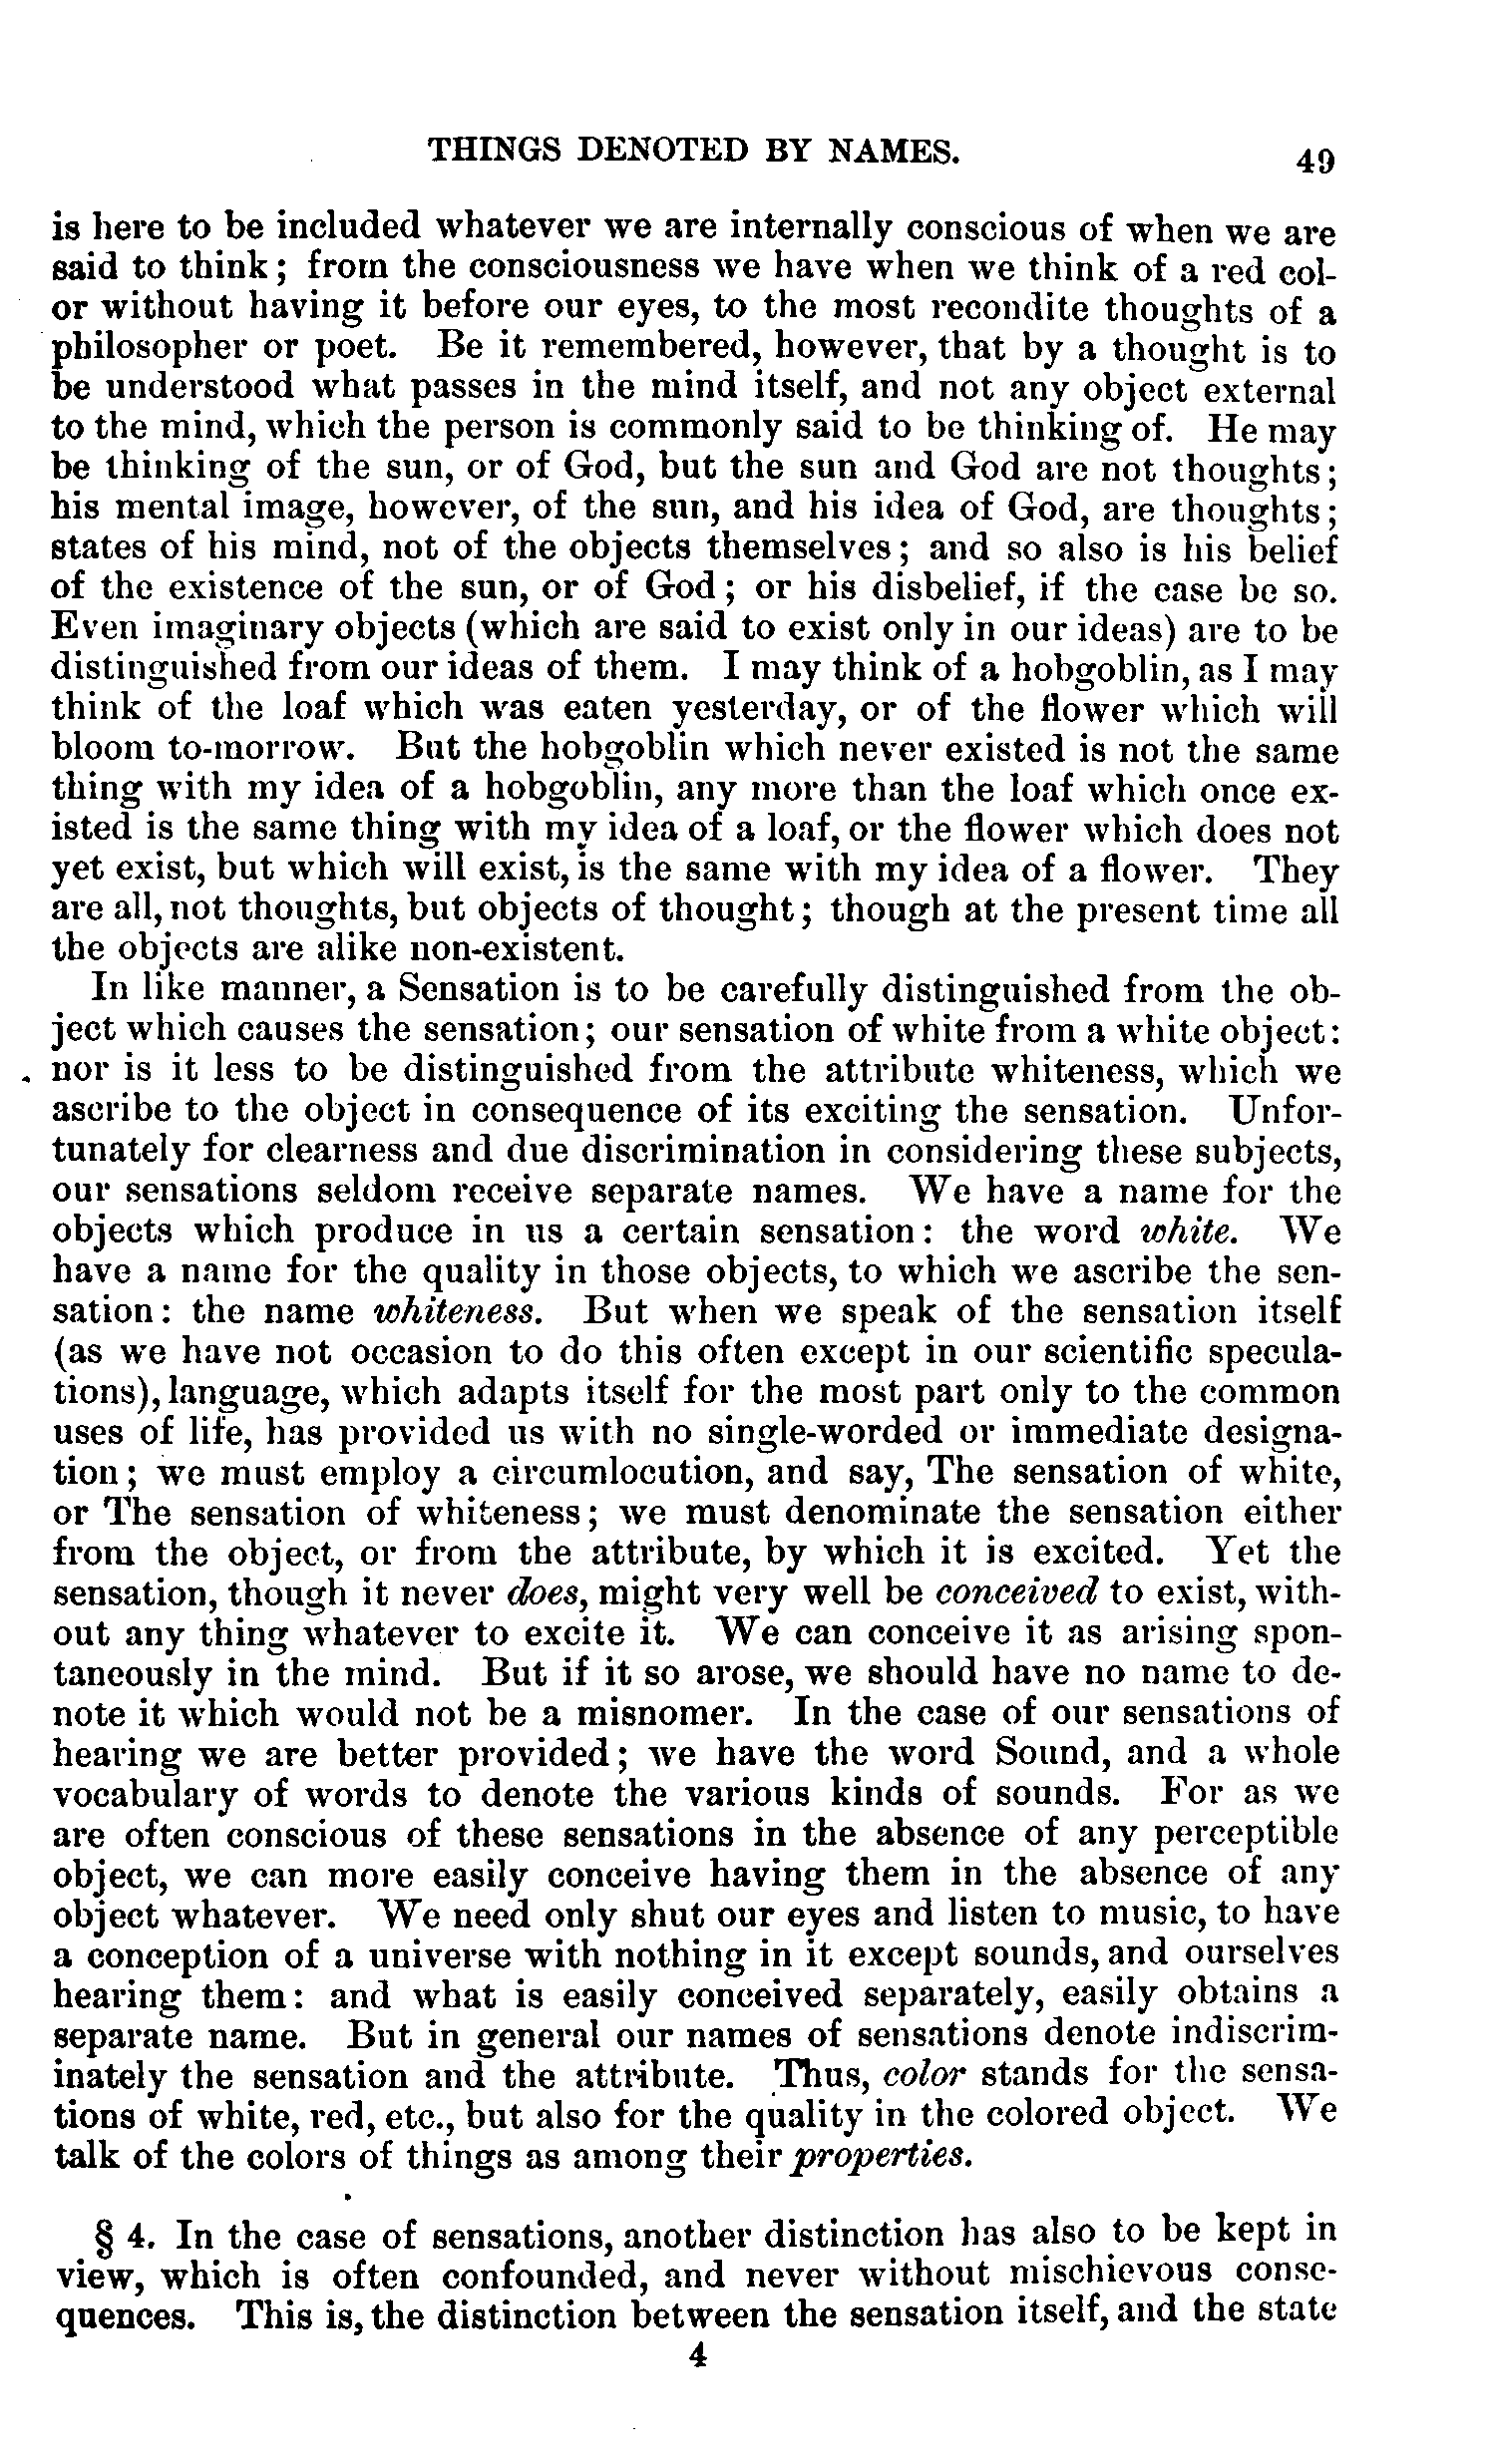 THINGS DENOTED BY NAMES. 49
is here to be included whatever we are internally conscious of when we are
said to think; from the consciousness we have when we think of a red col-
or without having it before our eyes, to the most recondite thoughts of a
philosopher or poet. Be it remembered, however, that by a thought is to
be understood what passes in the mind itself, and not any object external
to the mind, which the person is commonly said to be thinking of. He may
be thinking of the sun, or of God, but the sun and God are not thoughts;
his mental image, however, of the sun, and his idea of God, are thoughts;
states of his mind, not of the objects themselves; and so also is his belief
of the existence of the sun, or of God; or his disbelief, if the case be so.
Even imaginary objects (which are said to exist only in our ideas) are to be
distinguished from our ideas of them. I may think of a hobgoblin, as I may
think of the loaf which was eaten yesterday, or of the flower which will
bloom to-morrow. But the hobgoblin which never existed is not the same
thing with my idea of a hobgoblin, any more than the loaf which once ex-
isted is the same thing with my idea of a loaf, or the flower which does not
yet exist, but which will exist, is the same with my idea of a flower. They
are all, not thoughts, but objects of thought; though at the present time all
the objects are alike non-existent.
In like manner, a Sensation is to be carefully distinguished from the ob-
ject which causes the sensation; our sensation of white from a white object:
nor is it less to be distinguished from the attribute whiteness, which we
ascribe to the object in consequence of its exciting the sensation. Unfor-
tunately for clearness and due discrimination in considering these subjects,
our sensations seldom receive separate names. We have a name for the
objects which produce in us a certain sensation: the word white. We
have a name for the quality in those objects, to which we ascribe the sen-
sation: the name whiteness. But when we speak of the sensation itself
(as we have not occasion to do this often except in our scientific specula-
tions), language, which adapts itself for the most part only to the common
uses of life, has provided us with no single-worded or immediate designa-
tion; we must employ a circumlocution, and say, The sensation of white,
or The sensation of whiteness; we must denominate the sensation either
from the object, or from the attribute, by which it is excited. Yet the
sensation, though it never does, might very well be conceived to exist, with-
out any thing whatever to excite it. We can conceive it as arising spon-
taneously in the mind. But if it so arose, we should have no name to de-
note it which would not be a misnomer. In the case of our sensations of
hearing we are better provided; we have the word Sound, and a whole
vocabulary of words to denote the various kinds of sounds. For as we
are often conscious of these sensations in the absence of any perceptible
object, we can more easily conceive having them in the absence of any
object whatever. We need only shut our eyes and listen to music, to have
a conception of a universe with nothing in it except sounds, and ourselves
hearing them: and what is easily conceived separately, easily obtains a
separate name. But in general our names of sensations denote indiscrim-
inately the sensation and the attribute. Thus, color stands for the sensa-
tions of white, red, etc., but also for the quality in the colored object. We
talk of the colors of things as among their properties.
§ 4. In the case of sensations, another distinction has also to be kept in
view, which is often confounded, and never without mischievous conse-
quences. This is, the distinction between the sensation itself, and the state
4